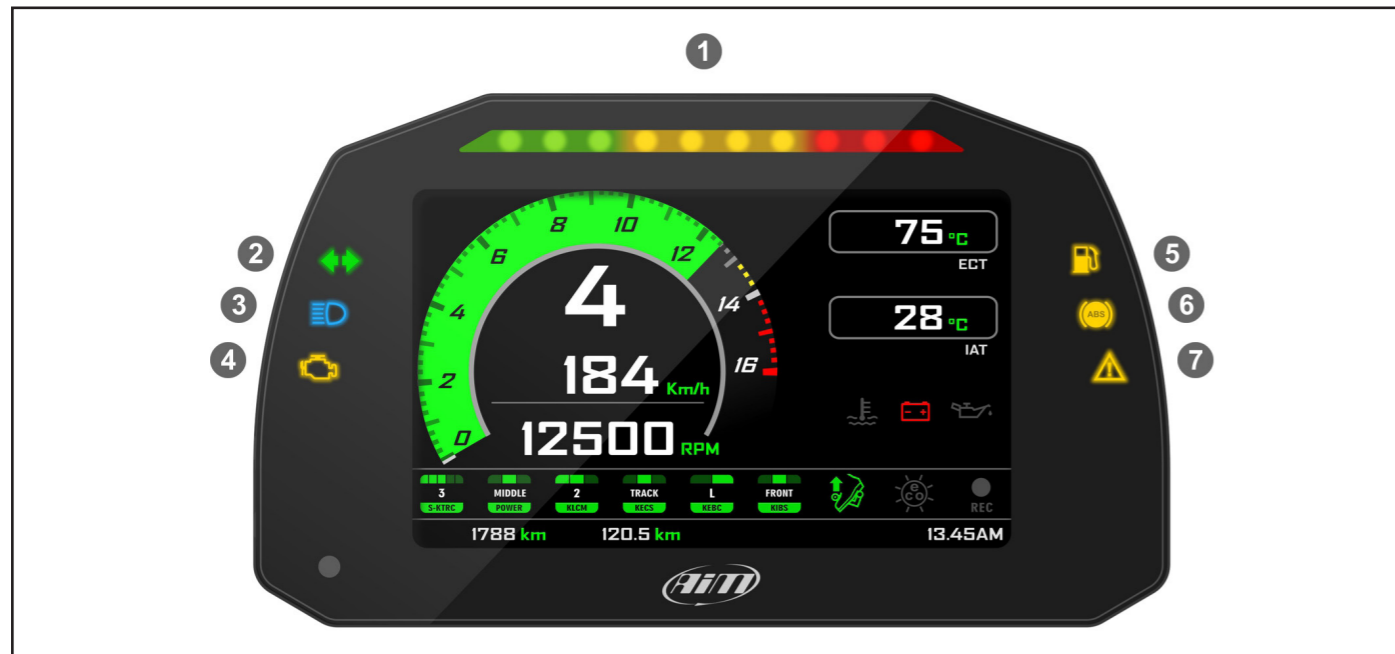 1
2
3
4
5
6
7
ABS
0
2
4
6
8
10
12
14
16
4
184 Km/h
12500 RPM
75 °C
ECT
28 °C
IAT
3 MIDDLE 2 TRACK L FRONT
S-KTRC POWER KLCM KECS KEBC KIBS
eco
REC
1788 km 120.5 km 13.45AM
AiM